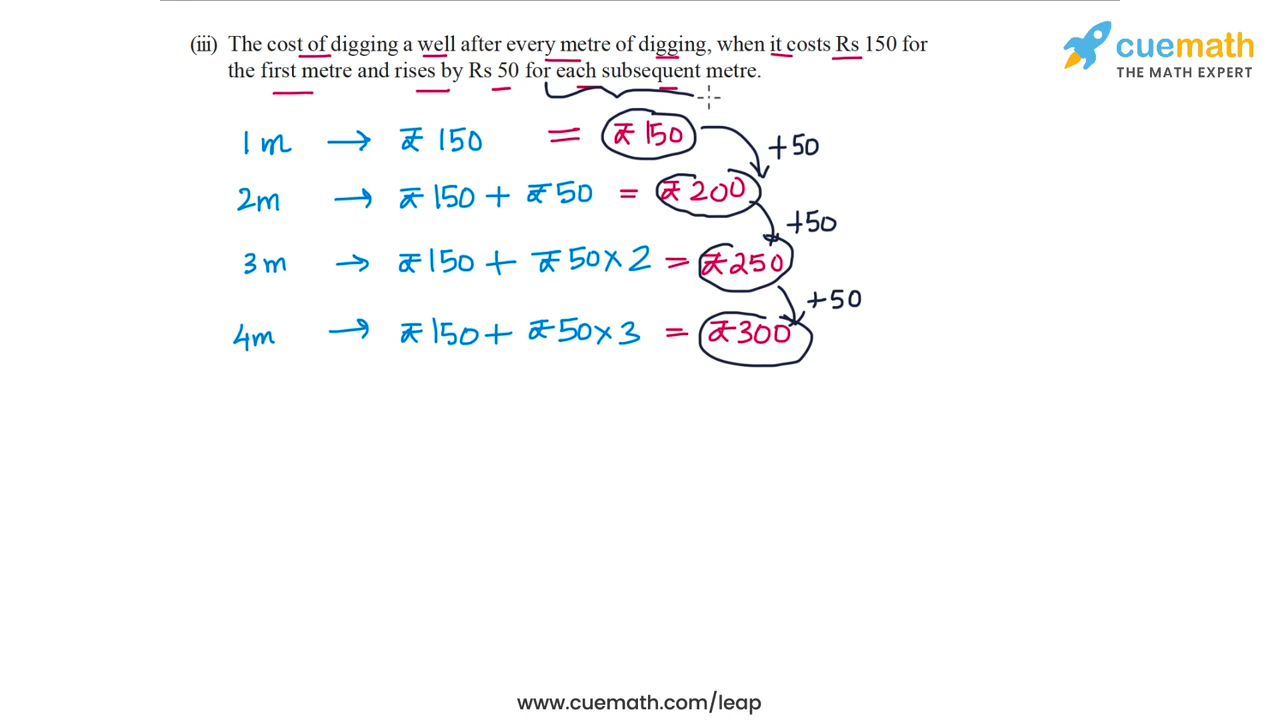 (iii) The cost of digging a well after every metre of digging, when it costs Rs 150 for
the first metre and rises by Rs 50 for each subsequent metre.
cuemath
THE MATH EXPERT
1m → ₹ 150 = ₹ 150
+50
2m → ₹ 150 + ₹ 50 = ₹ 200
+50
3m → ₹ 150 + ₹ 50 × 2 = ₹ 250
+50
4m → ₹ 150 + ₹ 50 × 3 = ₹ 300
www.cuemath.com/leap